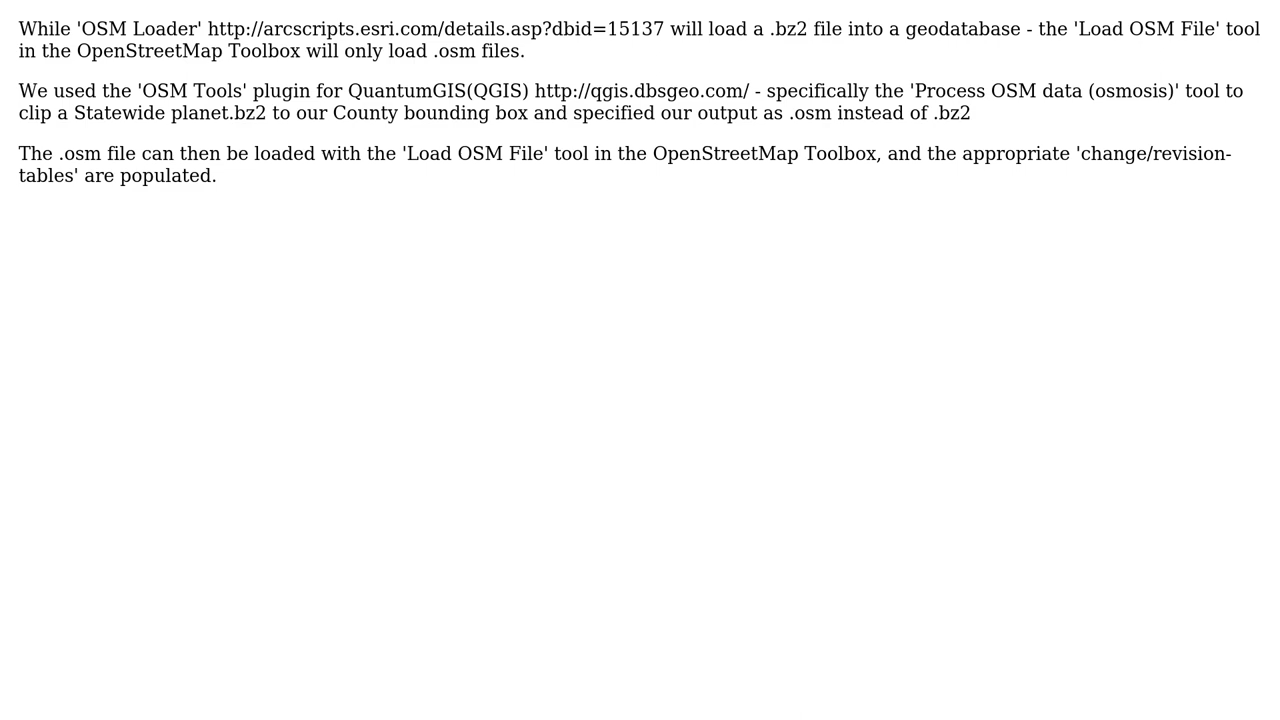 While 'OSM Loader' http://arcscripts.esri.com/details.asp?dbid=15137 will load a .bz2 file into a geodatabase - the 'Load OSM File' tool
in the OpenStreetMap Toolbox will only load .osm files.
We used the 'OSM Tools' plugin for QuantumGIS(QGIS) http://qgis.dbsgeo.com/ - specifically the 'Process OSM data (osmosis)' tool to
clip a Statewide planet.bz2 to our County bounding box and specified our output as .osm instead of .bz2
The .osm file can then be loaded with the 'Load OSM File' tool in the OpenStreetMap Toolbox, and the appropriate 'change/revision-
tables' are populated.